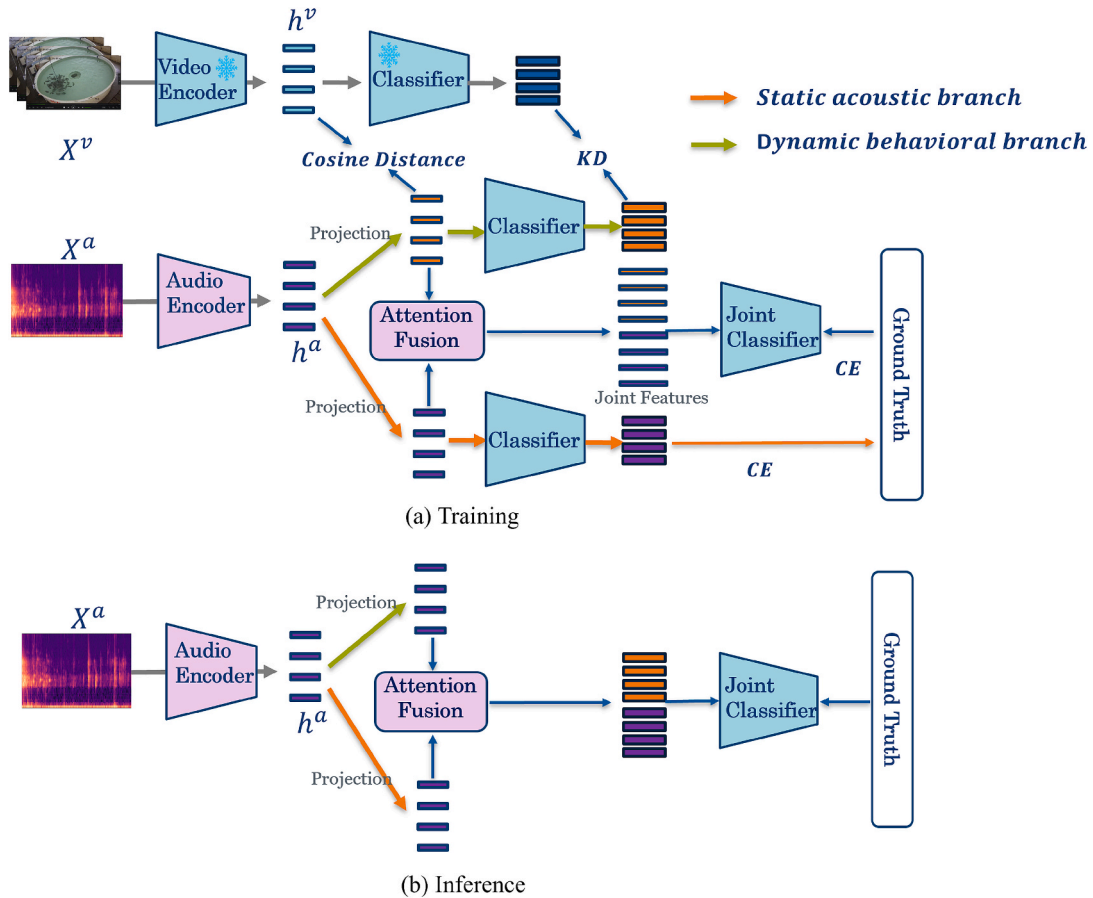 h^v
Video
Encoder
Classifier
X^v
Static acoustic branch
Dynamic behavioral branch
Cosine Distance
KD
Projection
Classifier
X^a
Audio
Encoder
h^a
Attention
Fusion
Joint
Classifier
CE
Ground Truth
Projection
Joint Features
Classifier
CE
(a) Training
Projection
X^a
Audio
Encoder
h^a
Attention
Fusion
Joint
Classifier
Ground Truth
Projection
(b) Inference